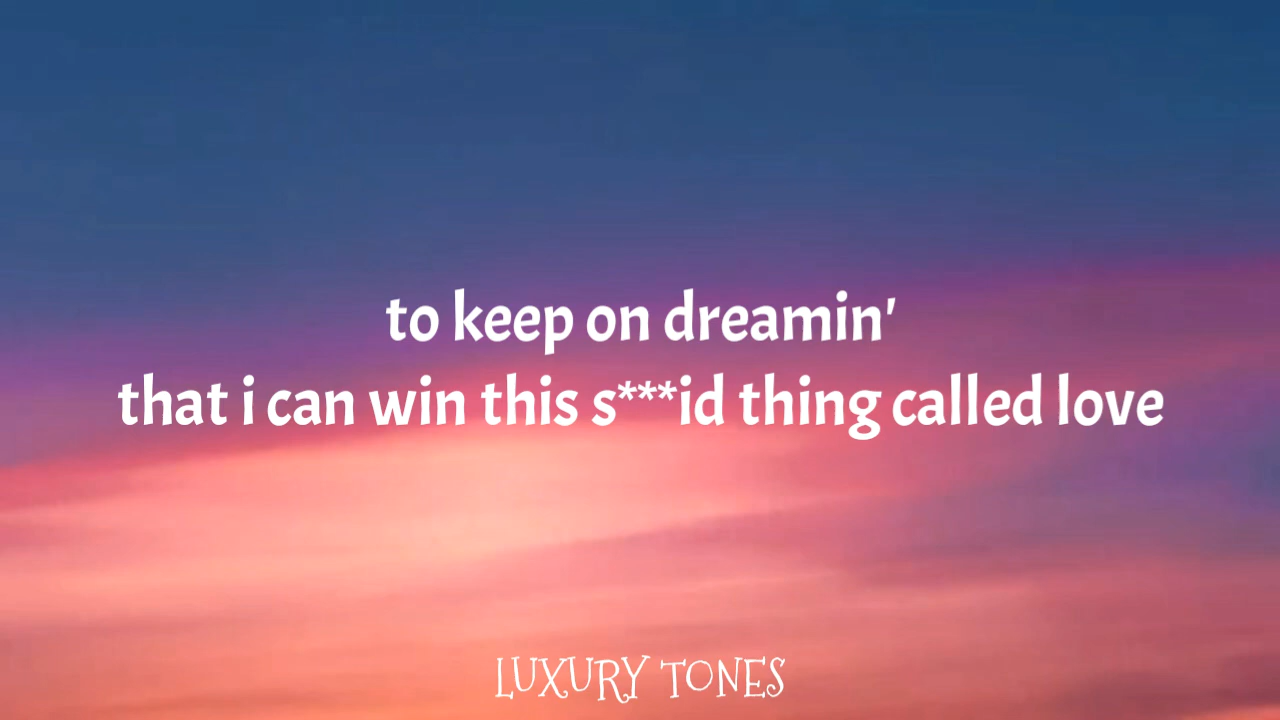 to keep on dreamin'
that i can win this s***id thing called love
LUXURY TONES